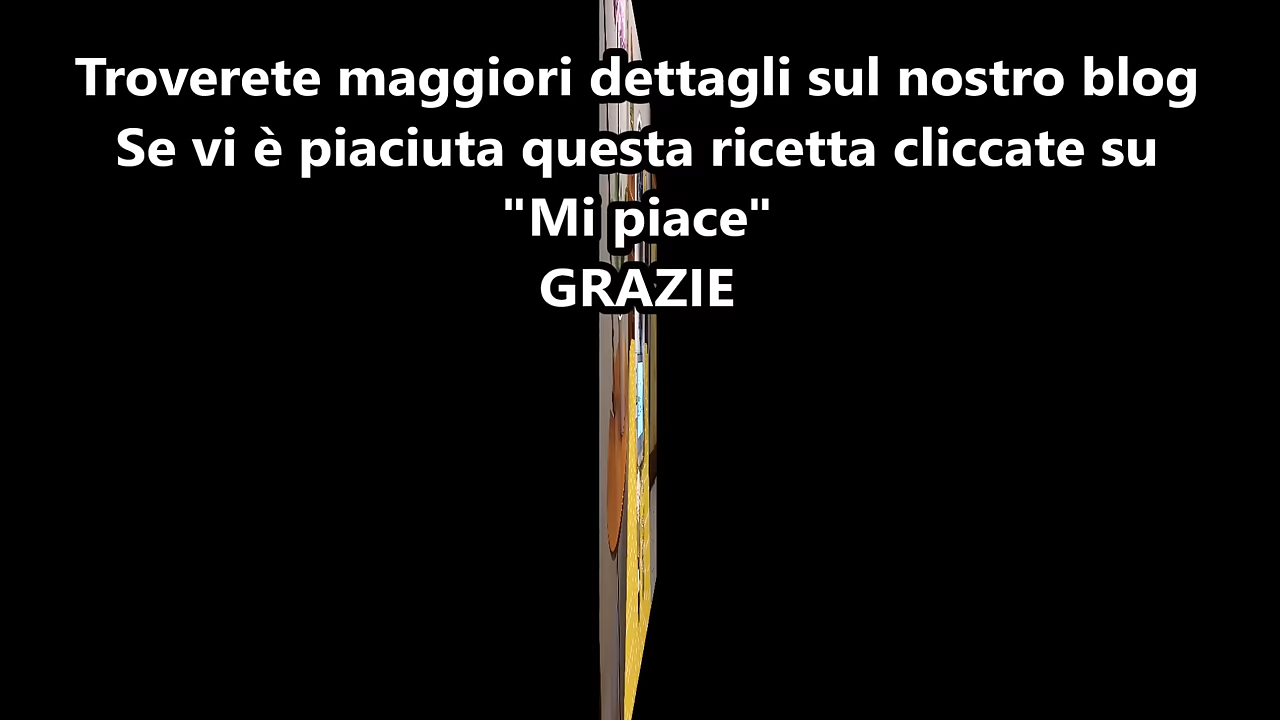 Troverete maggiori dettagli sul nostro blog
Se vi è piaciuta questa ricetta cliccate su
"Mi piace"
GRAZIE